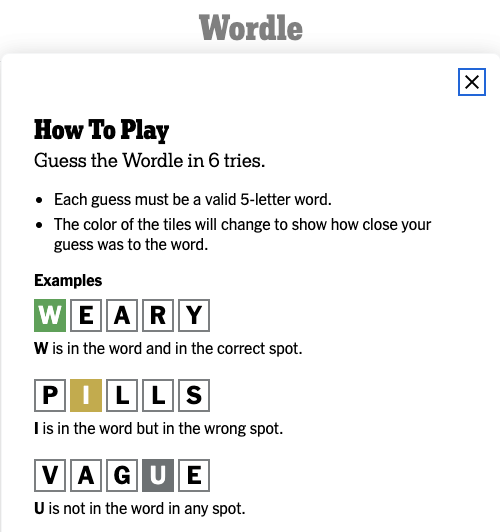 Wordle
How To Play
Guess the Wordle in 6 tries.
• Each guess must be a valid 5-letter word.
• The color of the tiles will change to show how close your
guess was to the word.
Examples
W E A R Y
W is in the word and in the correct spot.
P I L L S
I is in the word but in the wrong spot.
V A G U E
U is not in the word in any spot.